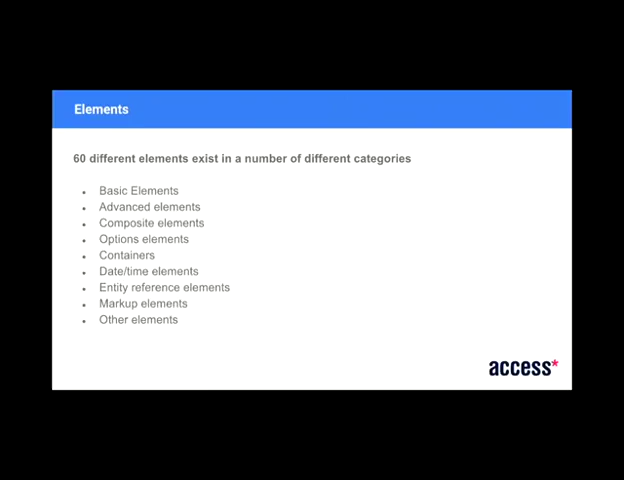 Elements
60 different elements exist in a number of different categories
• Basic Elements
• Advanced elements
• Composite elements
• Options elements
• Containers
• Date/time elements
• Entity reference elements
• Markup elements
• Other elements
access*